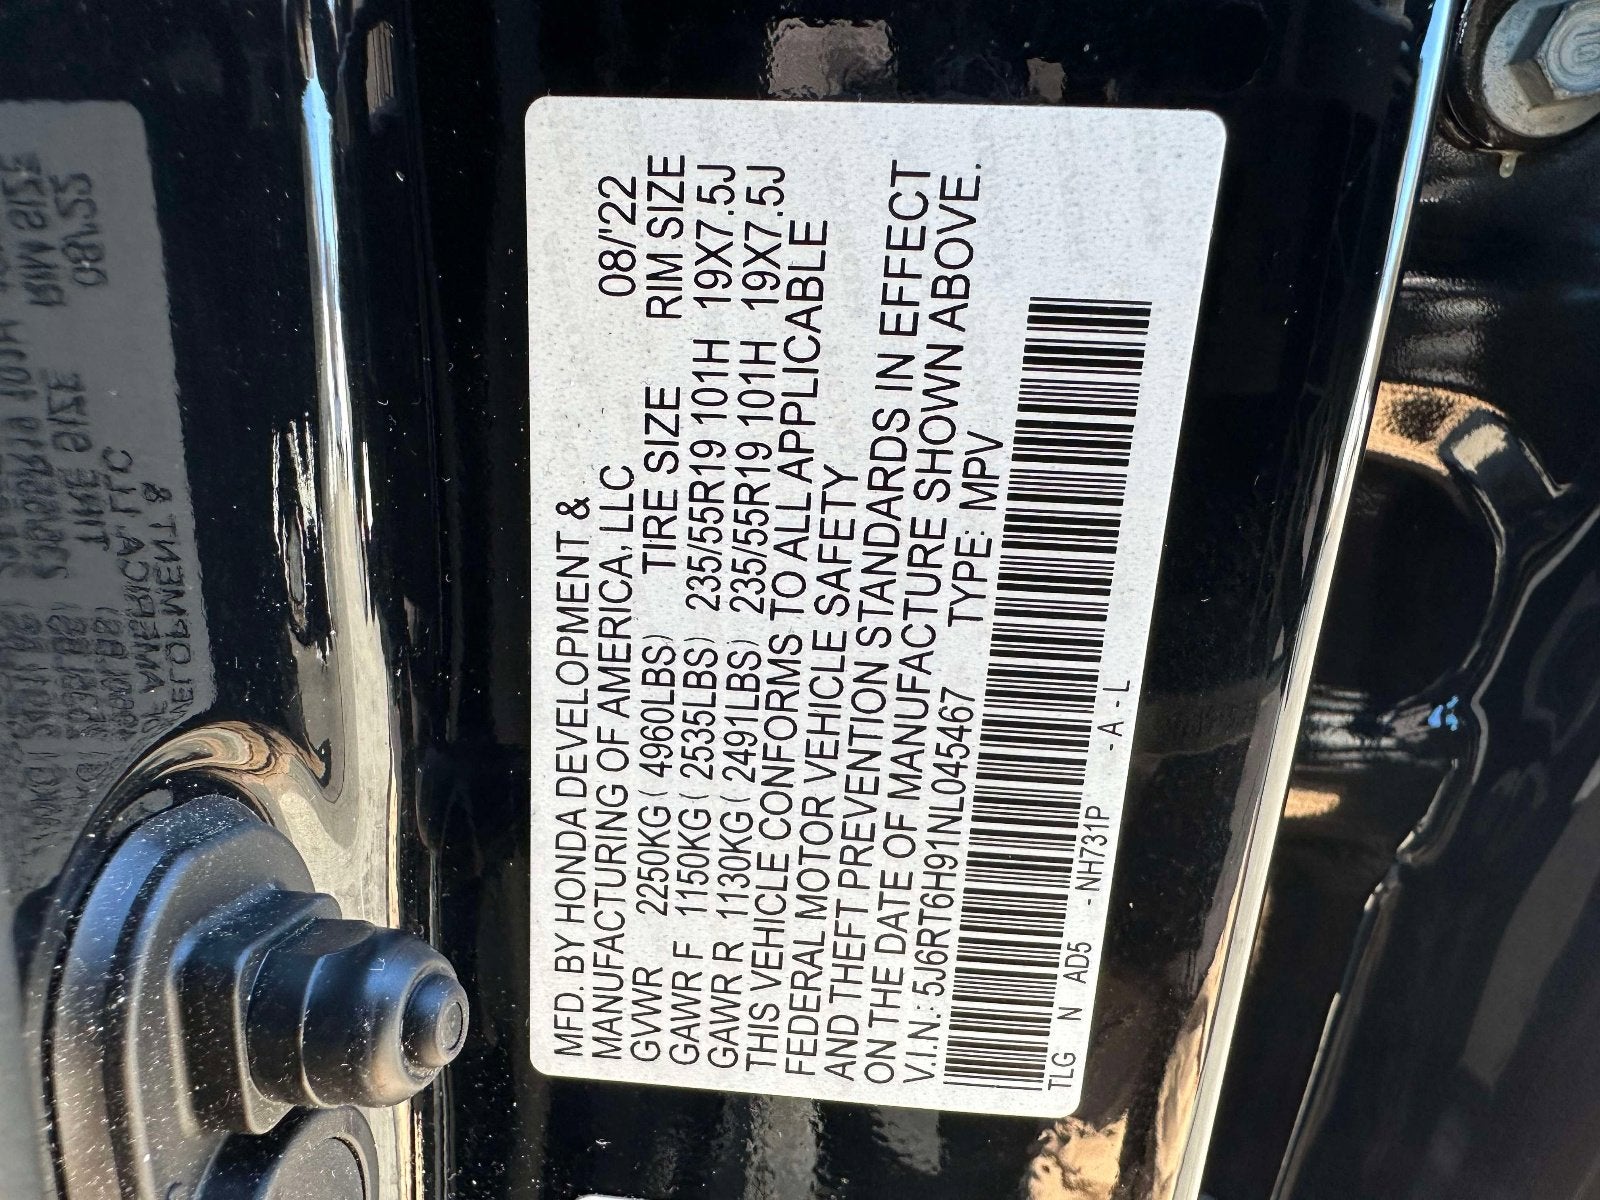 MFD. BY HONDA DEVELOPMENT &
MANUFACTURING OF AMERICA, LLC 08/'22
GVWR 2250KG ( 4960LBS) TIRE SIZE RIM SIZE
GAWR F 1150KG ( 2535LBS) 235/55R19 101H 19X7.5J
GAWR R 1130KG ( 2491LBS) 235/55R19 101H 19X7.5J
THIS VEHICLE CONFORMS TO ALL APPLICABLE
FEDERAL MOTOR VEHICLE SAFETY
AND THEFT PREVENTION STANDARDS IN EFFECT
ON THE DATE OF MANUFACTURE SHOWN ABOVE.
V.I.N.: 5J6RT6H91NL045467 TYPE: MPV
TLG N AD5 - NH731P - A - L